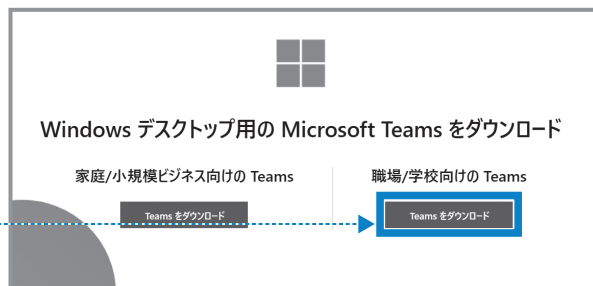 Windows デスクトップ用の Microsoft Teams をダウンロード
家庭/小規模ビジネス向けの Teams
Teams をダウンロード
職場/学校向けの Teams
Teams をダウンロード